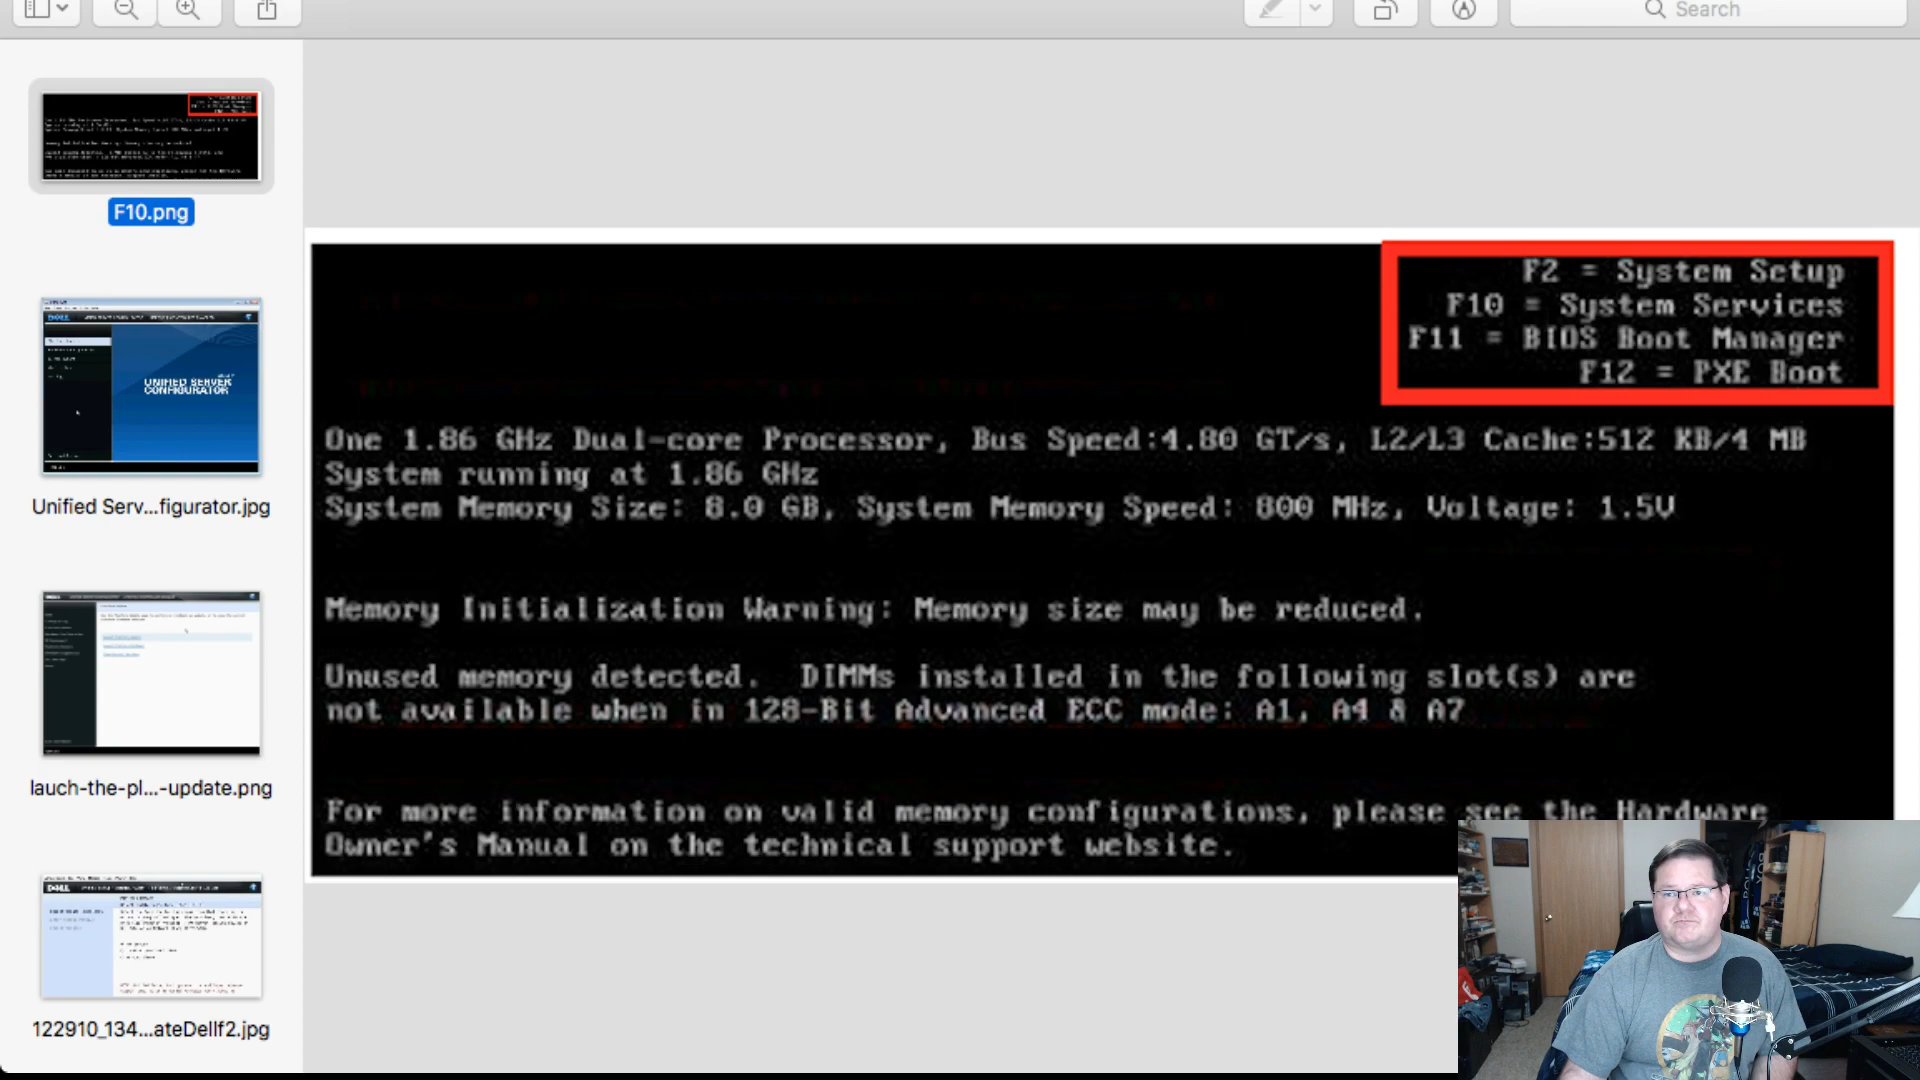 Search
F10.png
DELL
UNIFIED SERVER
CONFIGURATOR
Unified Serv...figurator.jpg
lauch-the-pl...-update.png
DELL
122910_134...ateDellf2.jpg
F2 = System Setup
F10 = System Services
F11 = BIOS Boot Manager
F12 = PXE Boot
One 1.86 GHz Dual-core Processor, Bus Speed:4.80 GT/s, L2/L3 Cache:512 KB/4 MB
System running at 1.86 GHz
System Memory Size: 8.0 GB, System Memory Speed: 800 MHz, Voltage: 1.5V
Memory Initialization Warning: Memory size may be reduced.
Unused memory detected.  DIMMs installed in the following slot(s) are
not available when in 128-Bit Advanced ECC mode: A1, A4 & A7
For more information on valid memory configurations, please see the Hardware
Owner's Manual on the technical support website.